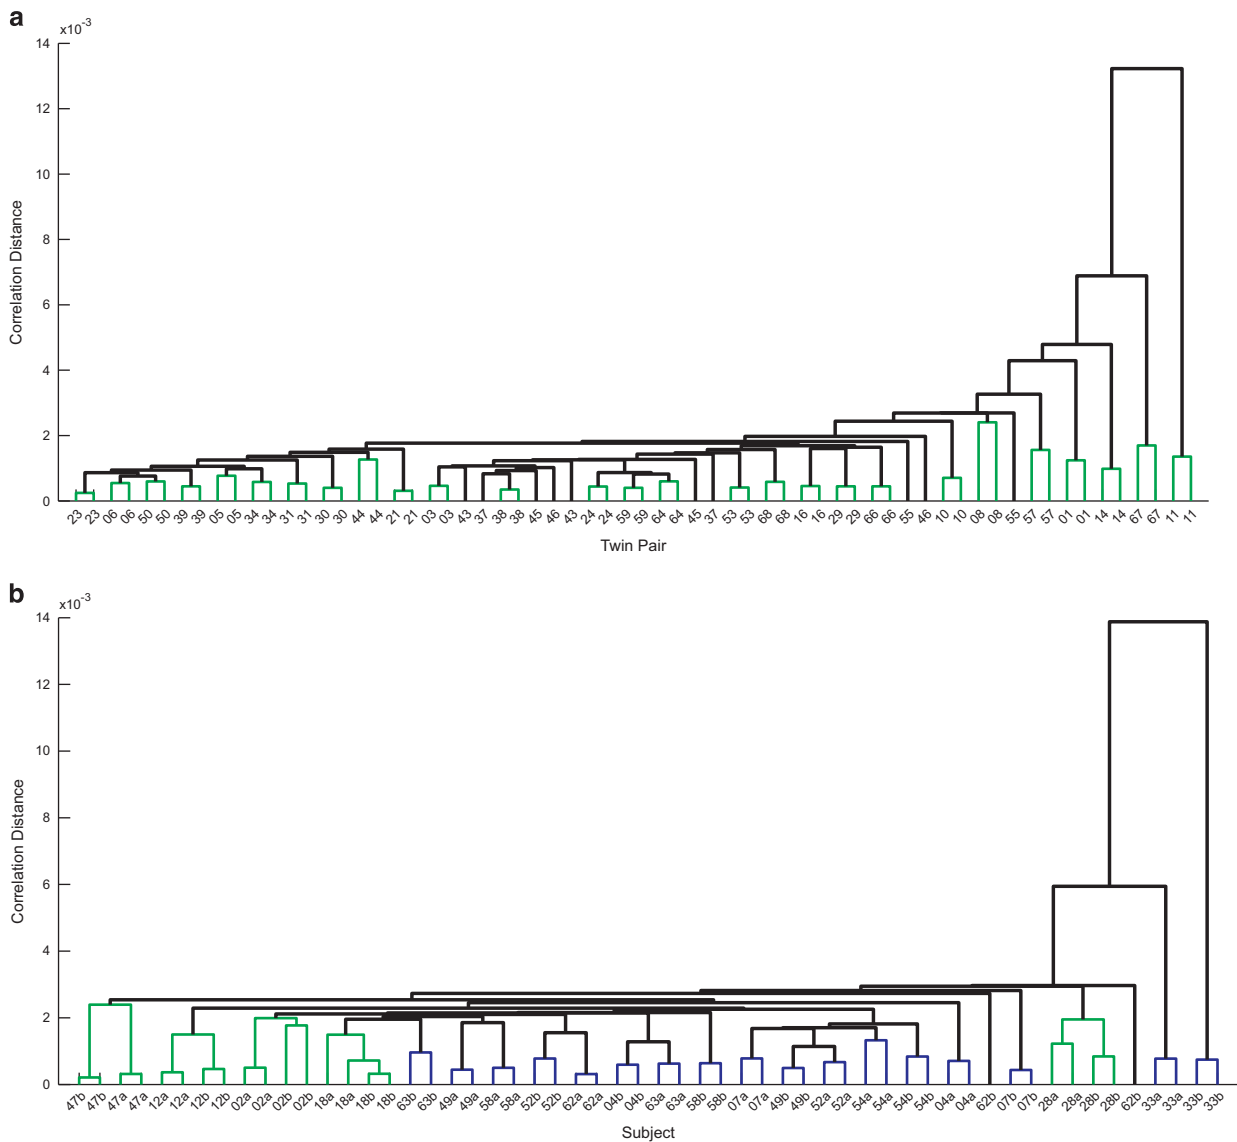 a
x10-3
14
12
10
8
6
4
2
0
Correlation Distance
23 23 06 06 50 50 39 39 05 05 34 34 31 31 30 30 44 44 21 21 03 03 43 37 38 38 45 46 43 24 24 59 59 64 64 45 37 53 53 68 68 16 16 29 29 66 66 55 46 10 10 08 08 55 57 57 01 01 14 14 67 67 11 11
Twin Pair
b
x10-3
14
12
10
8
6
4
2
0
Correlation Distance
47b 47b 47a 47a 12a 12a 12b 12b 02a 02a 02b 02b 18a 18a 18b 18b 63b 63b 49a 49a 58a 58a 52b 52b 62a 62a 04b 04b 63a 63a 58b 58b 07a 07a 49b 49b 52a 52a 54a 54a 54b 54b 04a 04a 62b 07b 07b 28a 28a 28b 28b 62b 33a 33a 33b 33b
Subject